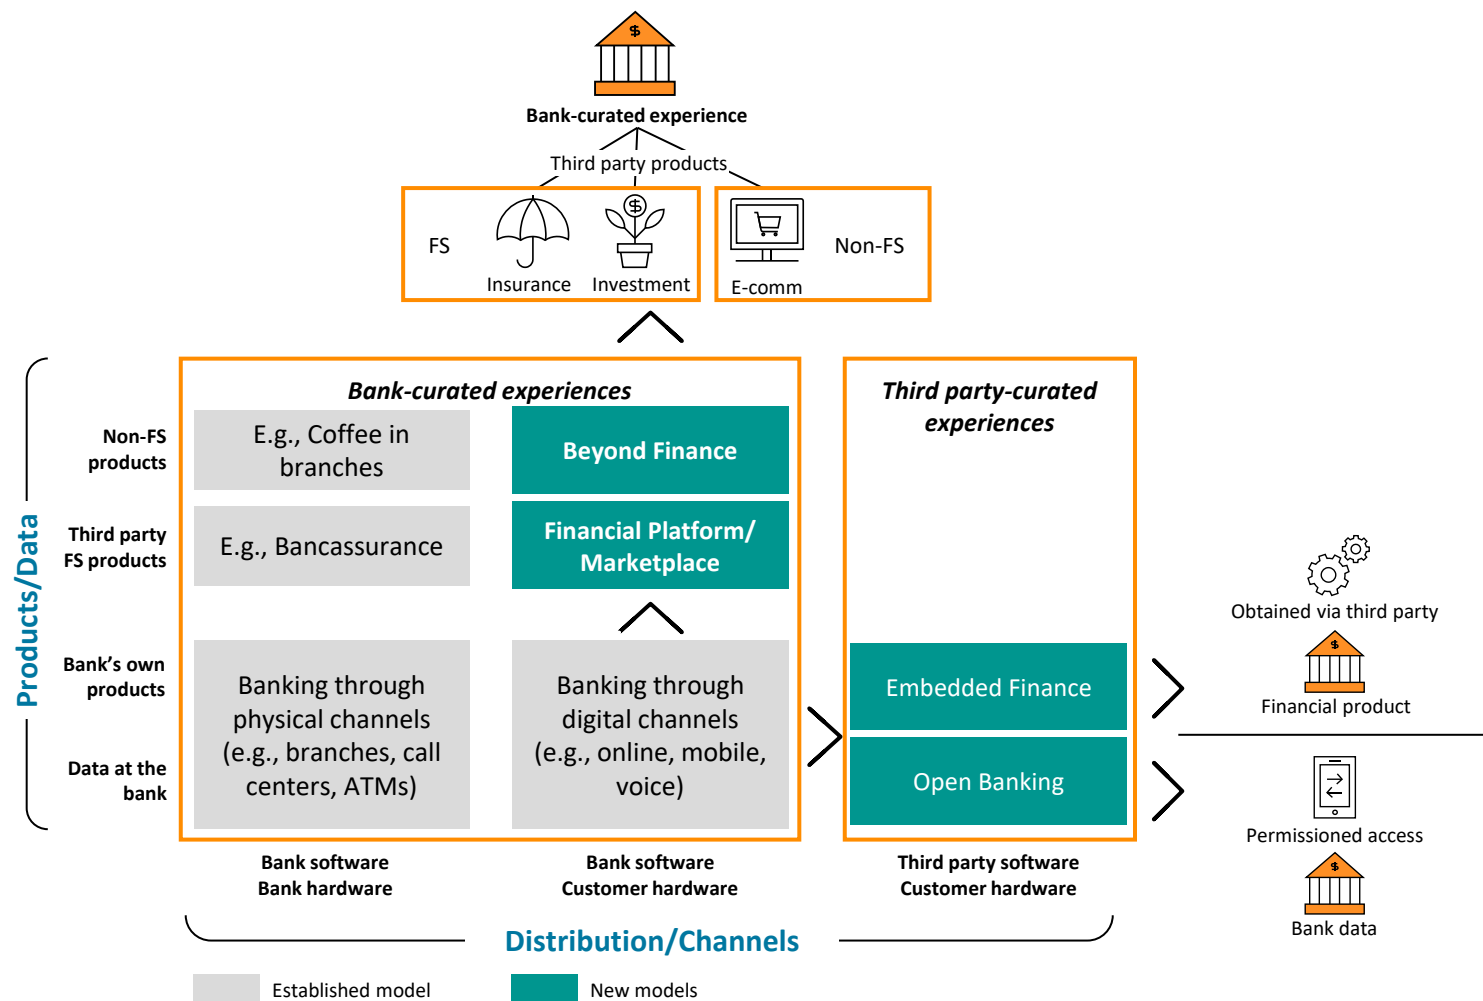 $
Bank-curated experience
Third party products
FS
$
Insurance
Investment
E-comm
Non-FS
Products/Data
Bank-curated experiences
Third party-curated
experiences
Non-FS
products
E.g., Coffee in
branches
Beyond Finance
Third party
FS products
E.g., Bancassurance
Financial Platform/
Marketplace
Bank's own
products
Data at the
bank
Banking through
physical channels
(e.g., branches, call
centers, ATMs)
Banking through
digital channels
(e.g., online, mobile,
voice)
Embedded Finance
Open Banking
Obtained via third party
$
Financial product
Permissioned access
$
Bank data
Bank software
Bank hardware
Bank software
Customer hardware
Third party software
Customer hardware
Distribution/Channels
Established model
New models